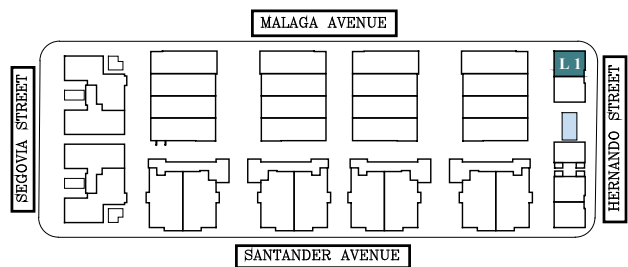 MALAGA AVENUE
SEGOVIA STREET
L 1
HERNANDO STREET
SANTANDER AVENUE